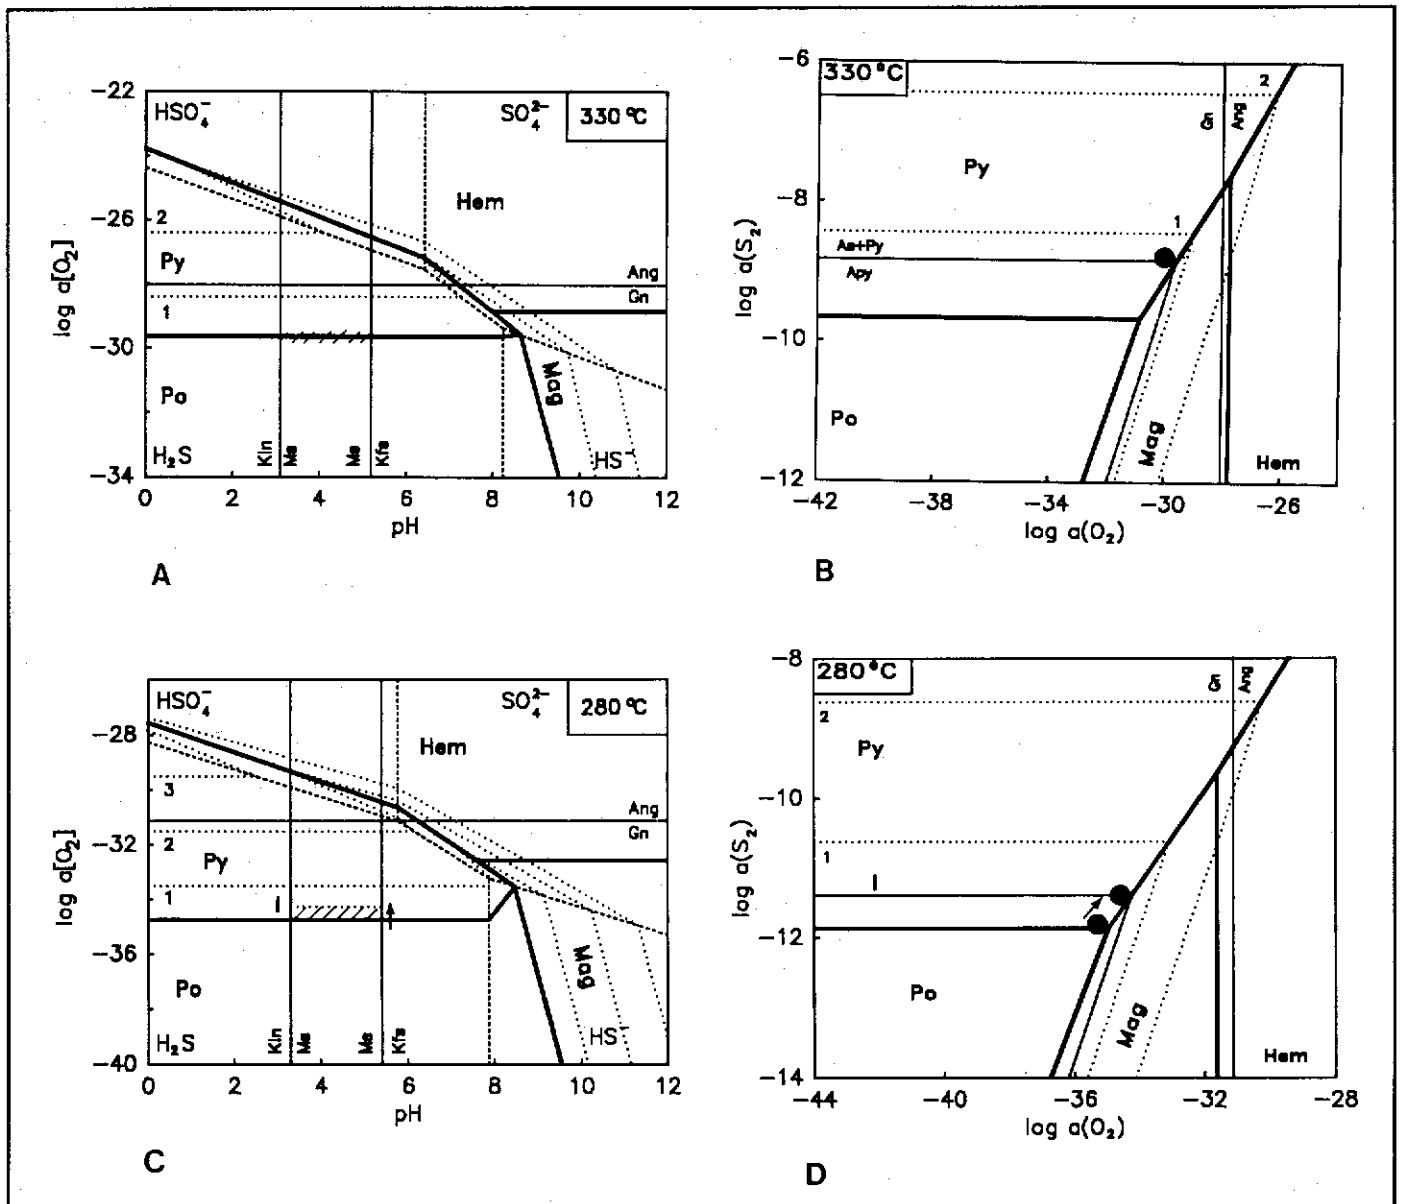 −22
−26
−30
−34
log a[O₂]
HSO₄⁻
SO₄²⁻
330 °C
Hem
2
Py
Ang
Gn
1
Po
Mag
H₂S
Kln
Ms
Ms
Kfs
HS⁻
0 2 4 6 8 10 12
pH
A
−6
−8
−10
−12
log a(S₂)
330 °C
2
Gn
Ang
Py
1
As+Py
Apy
Po
Mag
Hem
−42 −38 −34 −30 −26
log a(O₂)
B
−28
−32
−36
−40
log a[O₂]
HSO₄⁻
SO₄²⁻
280 °C
Hem
3
Ang
Gn
2
Py
1
I
Po
Mag
H₂S
Kln
Ms
Ms
Kfs
HS⁻
0 2 4 6 8 10 12
pH
C
−8
−10
−12
−14
log a(S₂)
280 °C
Gn
Ang
2
Py
1
I
Po
Mag
Hem
−44 −40 −36 −32 −28
log a(O₂)
D